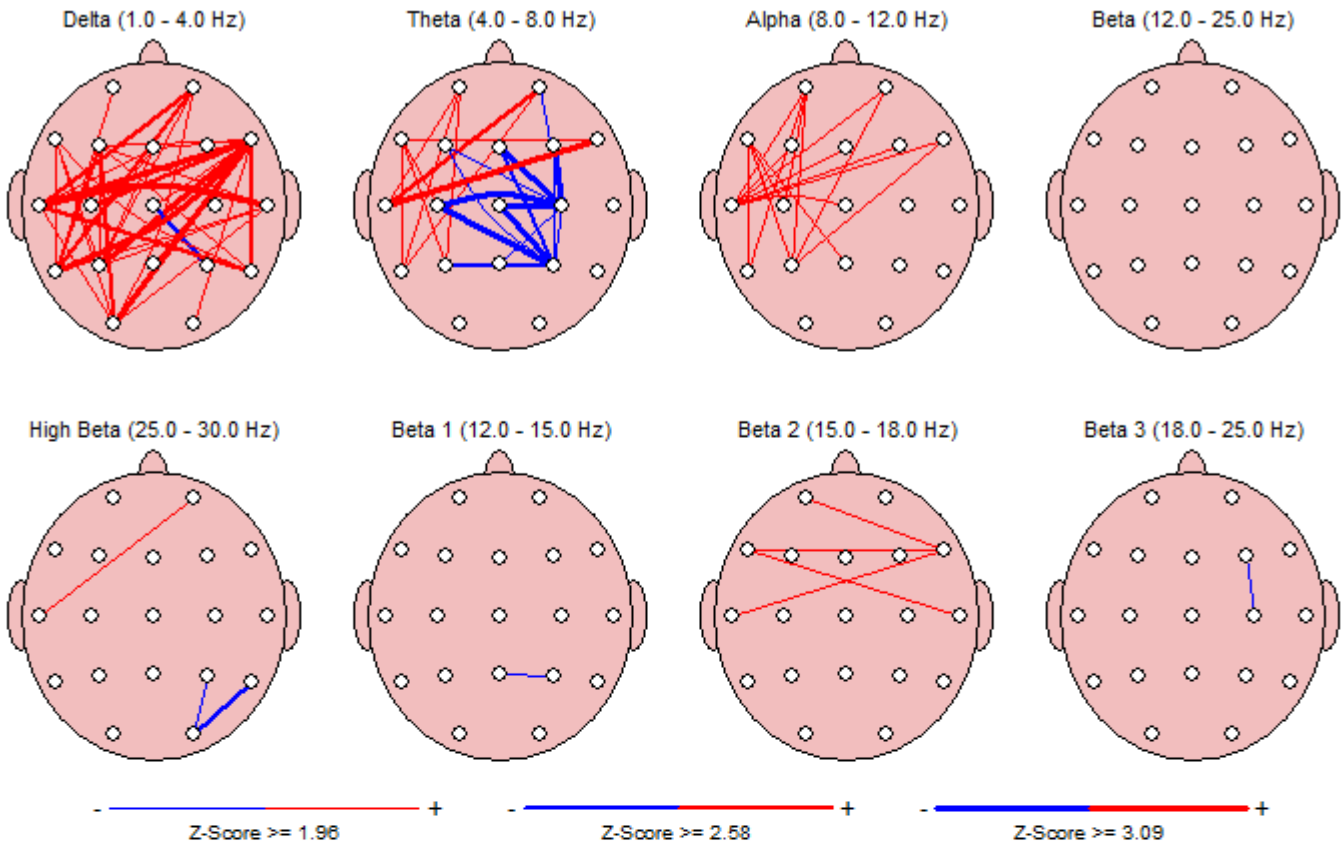 Delta (1.0 - 4.0 Hz) Theta (4.0 - 8.0 Hz) Alpha (8.0 - 12.0 Hz) Beta (12.0 - 25.0 Hz)
High Beta (25.0 - 30.0 Hz) Beta 1 (12.0 - 15.0 Hz) Beta 2 (15.0 - 18.0 Hz) Beta 3 (18.0 - 25.0 Hz)
- + - + - +
Z-Score >= 1.96 Z-Score >= 2.58 Z-Score >= 3.09